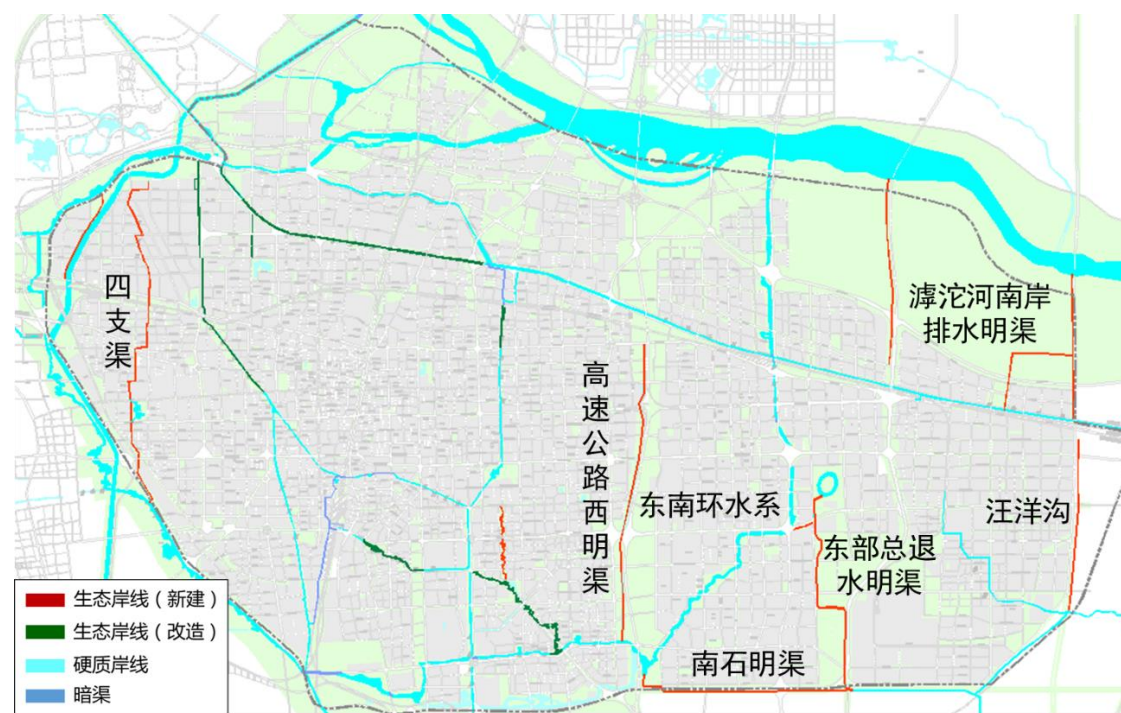 四支渠
高速公路西明渠
滹沱河南岸
排水明渠
东南环水系
汪洋沟
东部总退
水明渠
南石明渠
生态岸线（新建）
生态岸线（改造）
硬质岸线
暗渠